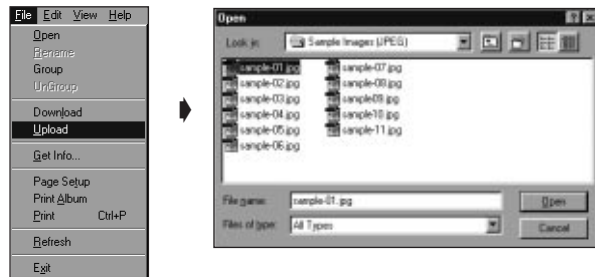 File Edit View Help
Open
Rename
Group
UnGroup
Download
Upload
Get Info...
Page Setup
Print Album
Print Ctrl+P
Refresh
Exit
Open
Look in: Sample Images (JPEG)
sample-01.jpg sample-07.jpg
sample-02.jpg sample-08.jpg
sample-03.jpg sample09.jpg
sample-04.jpg sample-10.jpg
sample-05.jpg sample-11.jpg
sample-06.jpg
File name: sample-01.jpg Open
Files of type: All Types Cancel